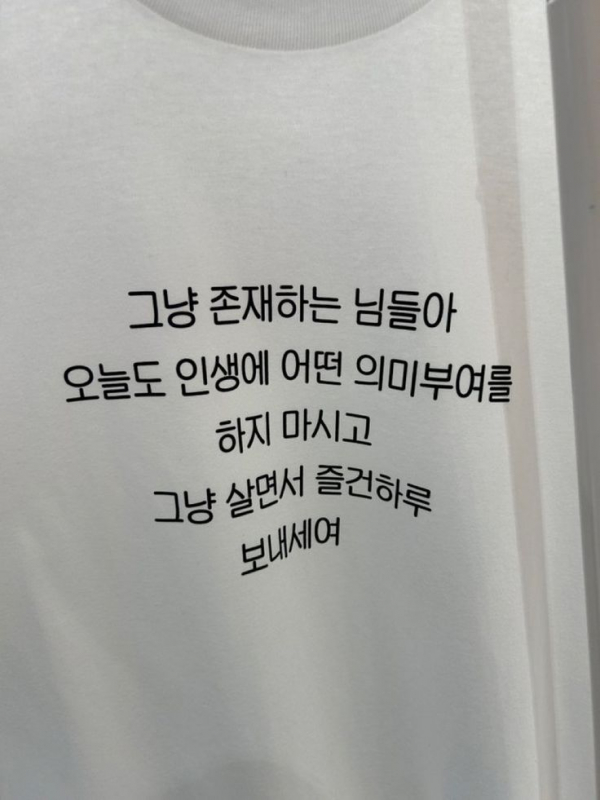 그냥 존재하는 님들아
오늘도 인생에 어떤 의미부여를
하지 마시고
그냥 살면서 즐건하루
보내세여